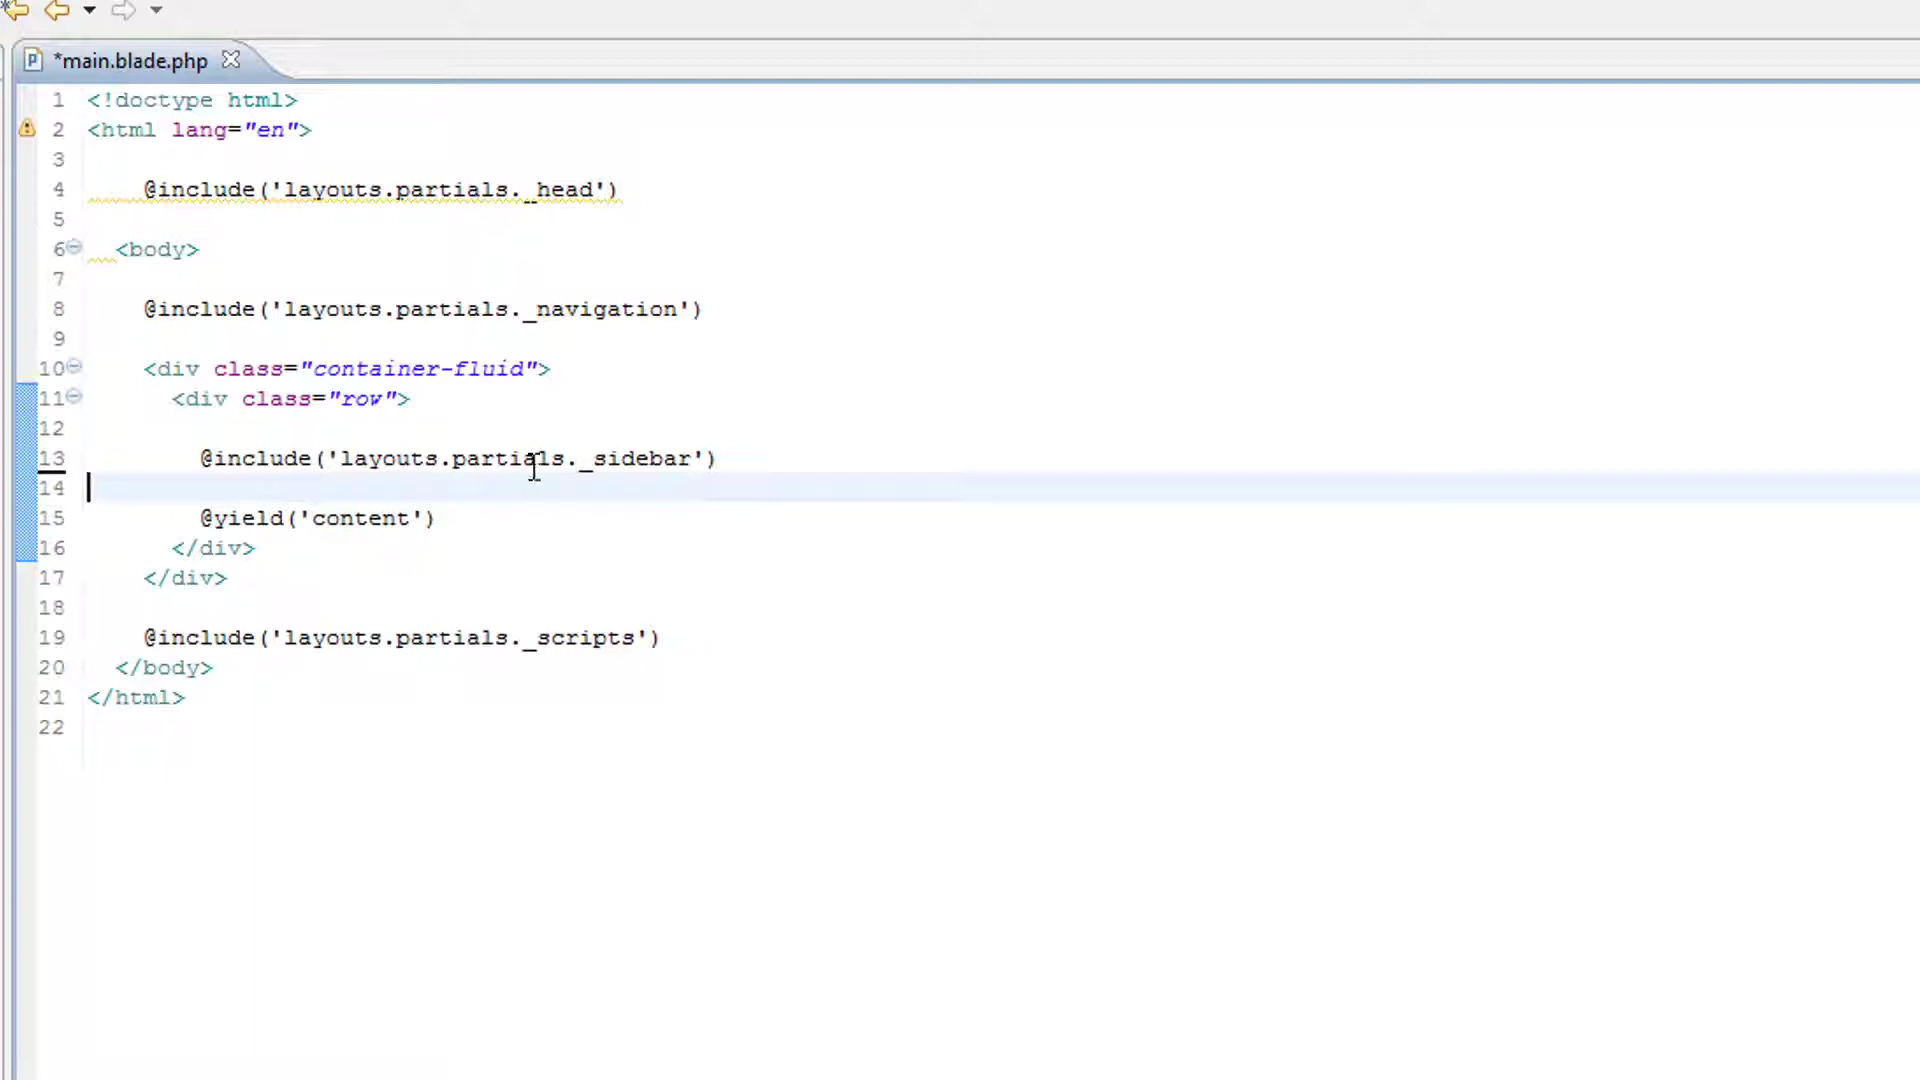 *main.blade.php
1 <!doctype html>
2 <html lang="en">
3
4 @include('layouts.partials._head')
5
6 <body>
7
8 @include('layouts.partials._navigation')
9
10 <div class="container-fluid">
11 <div class="row">
12
13 @include('layouts.partials._sidebar')
14
15 @yield('content')
16 </div>
17 </div>
18
19 @include('layouts.partials._scripts')
20 </body>
21 </html>
22